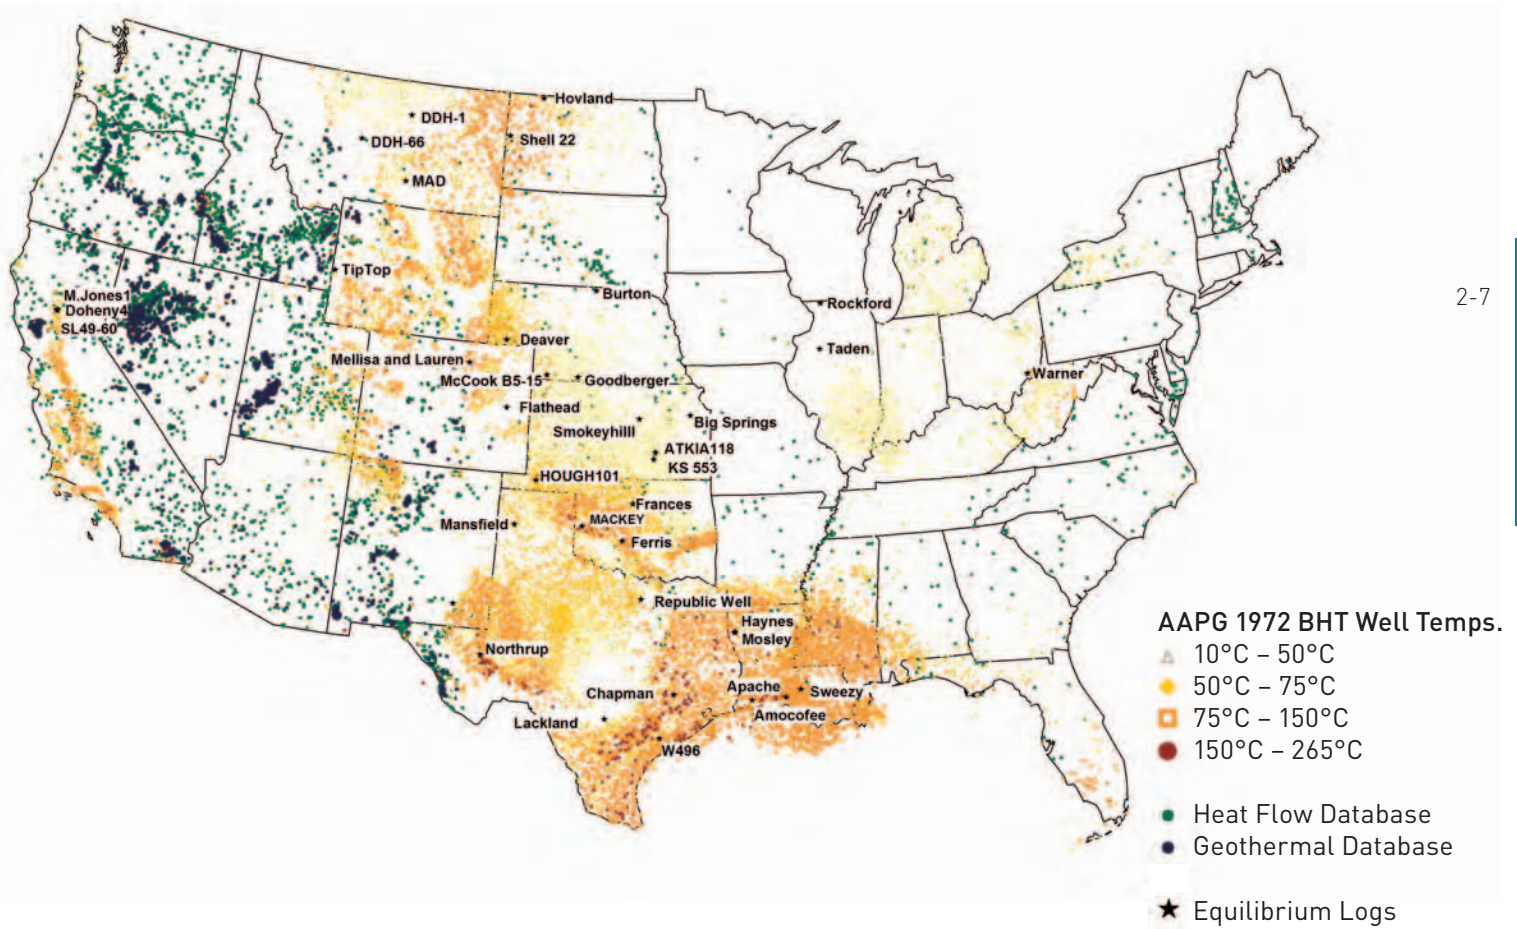 Hovland
DDH-1
DDH-66
Shell 22
MAD
TipTop
M.Jones1
Doheny4
SL49-60
Burton
Rockford
Deaver
Taden
Mellisa and Lauren
McCook B5-15
Goodberger
Warner
Flathead
Big Springs
Smokeyhilll
ATKIA118
KS 553
HOUGH101
Frances
Mansfield
MACKEY
Ferris
Republic Well
Haynes
Mosley
Northrup
Chapman
Apache
Sweezy
Lackland
Amocofee
W496
2-7
AAPG 1972 BHT Well Temps.
10°C – 50°C
50°C – 75°C
75°C – 150°C
150°C – 265°C
Heat Flow Database
Geothermal Database
Equilibrium Logs